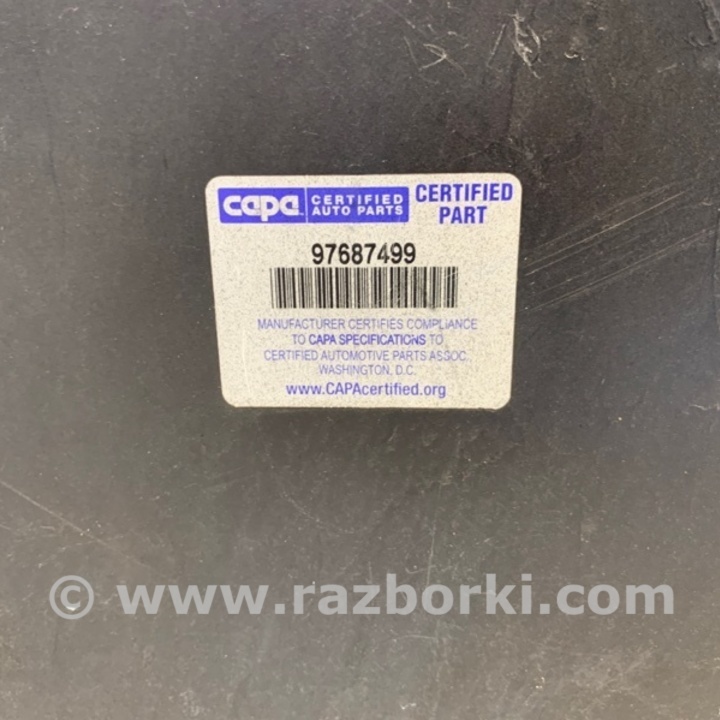 capa™ CERTIFIED AUTO PARTS
CERTIFIED
PART
97687499
MANUFACTURER CERTIFIES COMPLIANCE
TO CAPA SPECIFICATIONS TO
CERTIFIED AUTOMOTIVE PARTS ASSOC.
WASHINGTON, D.C.
www.CAPAcertified.org
© www.razborki.com